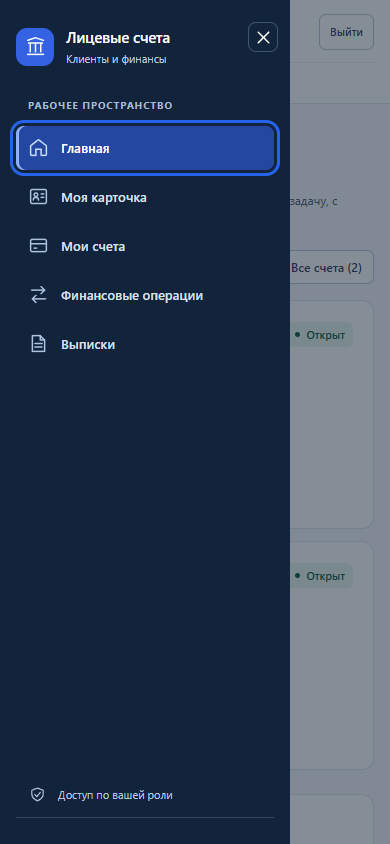 Лицевые счета
Клиенты и финансы
Выйти
РАБОЧЕЕ ПРОСТРАНСТВО
Главная
Моя карточка
задачу, с
Мои счета
Все счета (2)
Финансовые операции
Открыт
Выписки
Открыт
Доступ по вашей роли